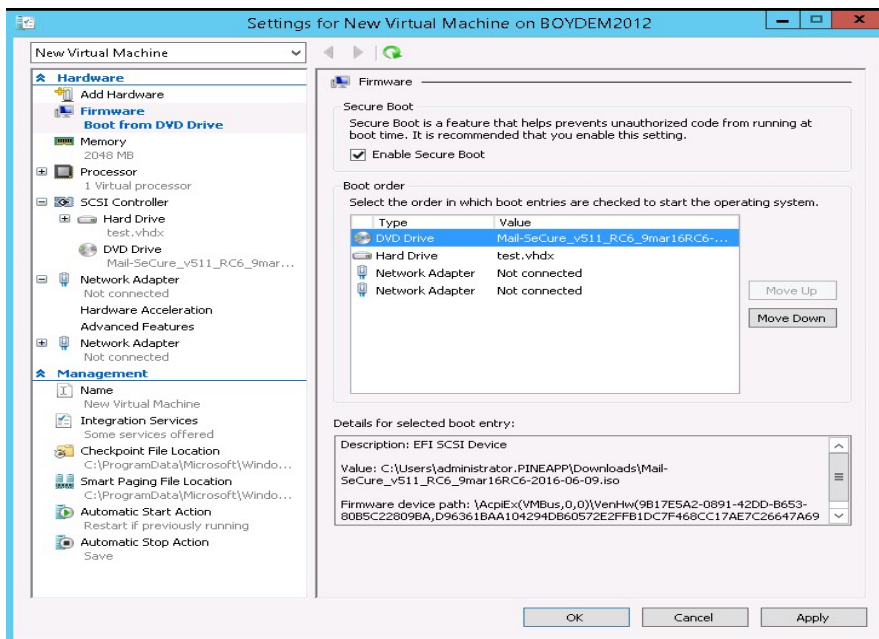 Settings for New Virtual Machine on BOYDEM2012
New Virtual Machine
Hardware
Add Hardware
Firmware
Boot from DVD Drive
Memory
2048 MB
Processor
1 Virtual processor
SCSI Controller
Hard Drive
test.vhdx
DVD Drive
Mail-SeCure_v511_RC6_9mar...
Network Adapter
Not connected
Hardware Acceleration
Advanced Features
Network Adapter
Not connected
Management
Name
New Virtual Machine
Integration Services
Some services offered
Checkpoint File Location
C:\ProgramData\Microsoft\Windo...
Smart Paging File Location
C:\ProgramData\Microsoft\Windo...
Automatic Start Action
Restart if previously running
Automatic Stop Action
Save
Firmware
Secure Boot
Secure Boot is a feature that helps prevents unauthorized code from running at
boot time. It is recommended that you enable this setting.
Enable Secure Boot
Boot order
Select the order in which boot entries are checked to start the operating system.
Type Value
DVD Drive Mail-SeCure_v511_RC6_9mar16RC6-...
Hard Drive test.vhdx
Network Adapter Not connected
Network Adapter Not connected
Move Up
Move Down
Details for selected boot entry:
Description: EFI SCSI Device
Value: C:\Users\administrator.PINEAPP\Downloads\Mail-
SeCure_v511_RC6_9mar16RC6-2016-06-09.iso
Firmware device path: \AcpiEx(VMBus,0,0)\VenHw(9B17E5A2-0891-42DD-B653-
80B5C22809BA,D96361BAA104294DB60572E2FFB1DC7F468CC17AE7C26647A69
OK Cancel Apply